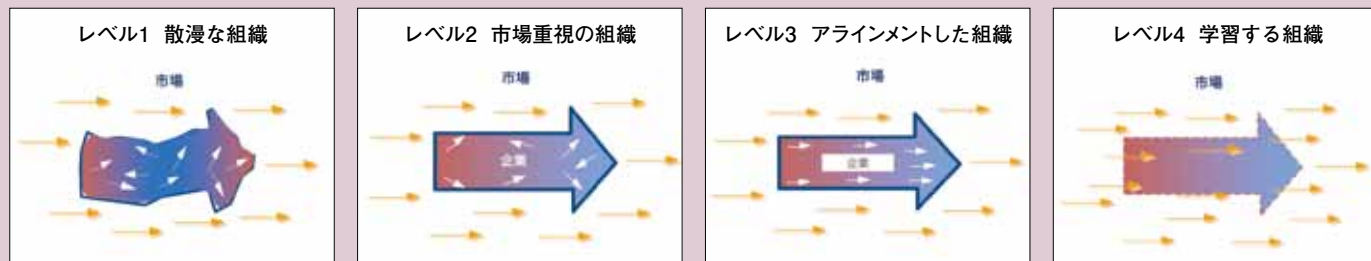 レベル1 散漫な組織
市場
レベル2 市場重視の組織
市場
企業
レベル3 アラインメントした組織
市場
企業
レベル4 学習する組織
市場